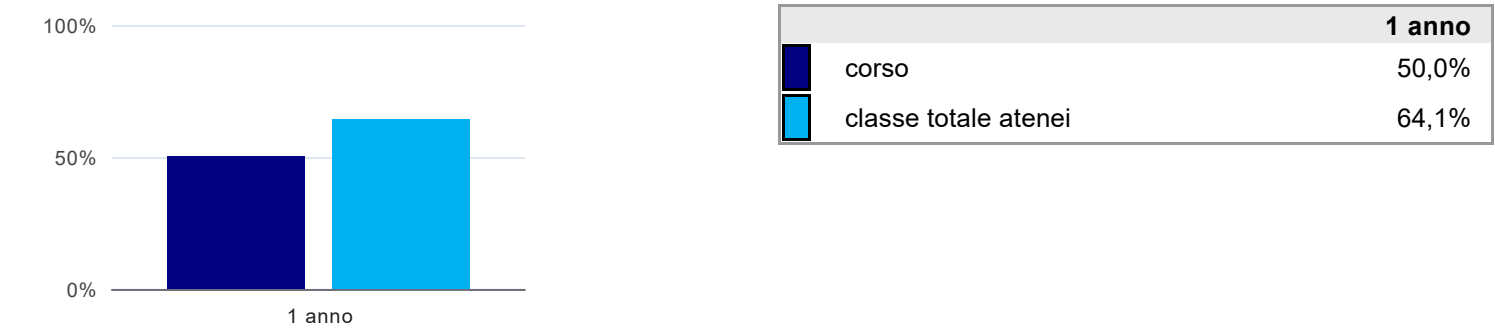 100%
50%
0%
1 anno
1 anno
corso 50,0%
classe totale atenei 64,1%